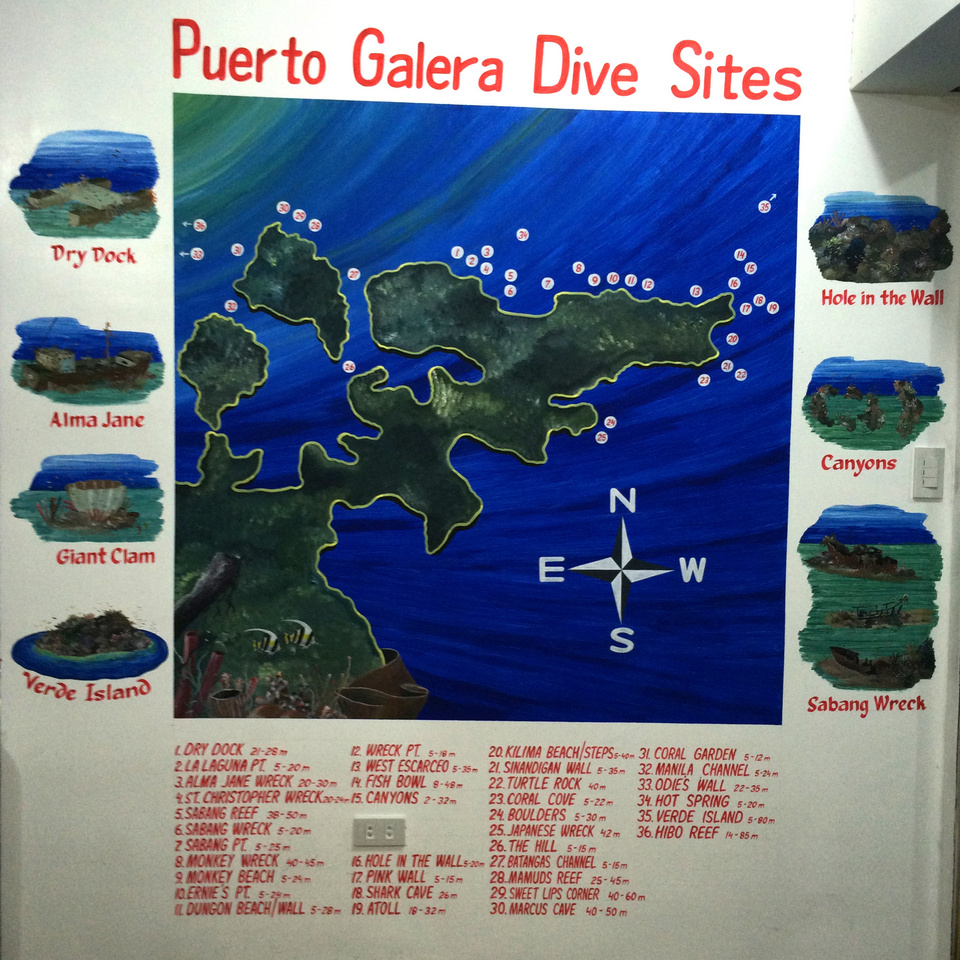 Puerto Galera Dive Sites
Dry Dock
Alma Jane
Giant Clam
Verde Island
Hole in the Wall
Canyons
Sabang Wreck
30
29
28
36
33
31
27
32
26
34
1
2
3
4
5
6
7
8
9
10
11
12
13
35
14
15
16
17
18
19
20
21
22
23
24
25
N
E W
S
1. DRY DOCK 21-28m
2. LA LAGUNA PT. 5-20m
3. ALMA JANE WRECK 20-30m
4. ST. CHRISTOPHER WRECK 20-24m
5. SABANG REEF 38-50m
6. SABANG WRECK 5-20m
7 SABANG PT. 5-25m
8. MONKEY WRECK 40-45m
9. MONKEY BEACH 5-24m
10. ERNIE'S PT. 5-24m
11. DUNGON BEACH/WALL 5-28m
12. WRECK PT. 5-18m
13. WEST ESCARCEO 5-35m
14. FISH BOWL 8-48m
15. CANYONS 2-32m
16. HOLE IN THE WALL 5-20m
17. PINK WALL 5-15m
18. SHARK CAVE 26m
19. ATOLL 18-32m
20. KILIMA BEACH/STEPS 5-40m
21. SINANDIGAN WALL 5-35m
22. TURTLE ROCK 40m
23. CORAL COVE 5-22m
24. BOULDERS 5-30m
25. JAPANESE WRECK 42m
26. THE HILL 5-15m
27. BATANGAS CHANNEL 5-15m
28. MAMUDS REEF 25-45m
29. SWEET LIPS CORNER 40-60m
30. MARCUS CAVE 40-50m
31. CORAL GARDEN 5-12m
32. MANILA CHANNEL 5-24m
33. ODIES WALL 22-35m
34. HOT SPRING 5-20m
35. VERDE ISLAND 5-80m
36. HIBO REEF 14-85m